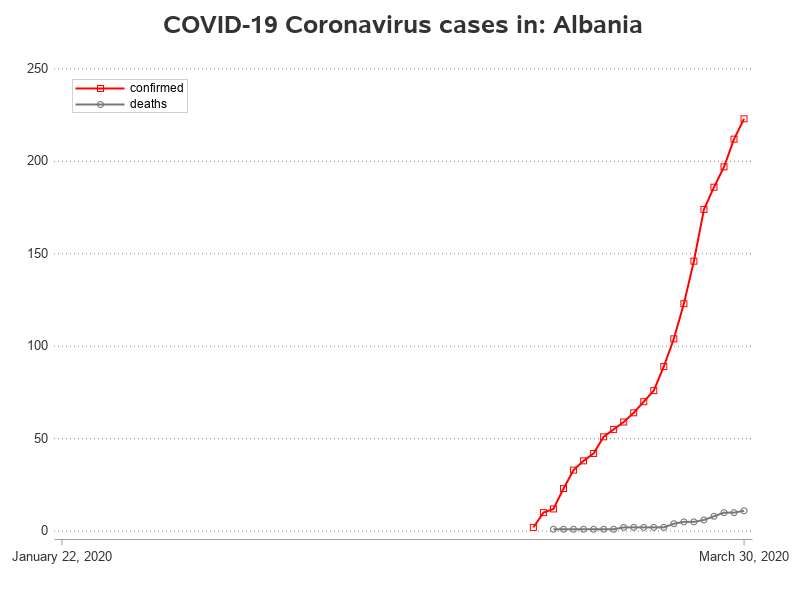 COVID-19 Coronavirus cases in: Albania
250
confirmed
deaths
200
150
100
50
0
January 22, 2020
March 30, 2020